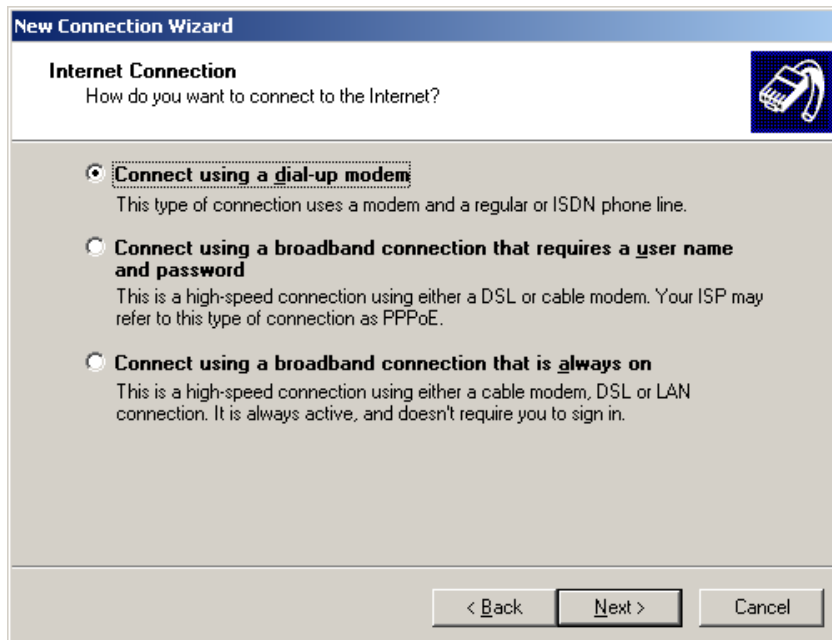 New Connection Wizard
Internet Connection
How do you want to connect to the Internet?
Connect using a dial-up modem
This type of connection uses a modem and a regular or ISDN phone line.
Connect using a broadband connection that requires a user name
and password
This is a high-speed connection using either a DSL or cable modem. Your ISP may
refer to this type of connection as PPPoE.
Connect using a broadband connection that is always on
This is a high-speed connection using either a cable modem, DSL or LAN
connection. It is always active, and doesn't require you to sign in.
< Back Next > Cancel